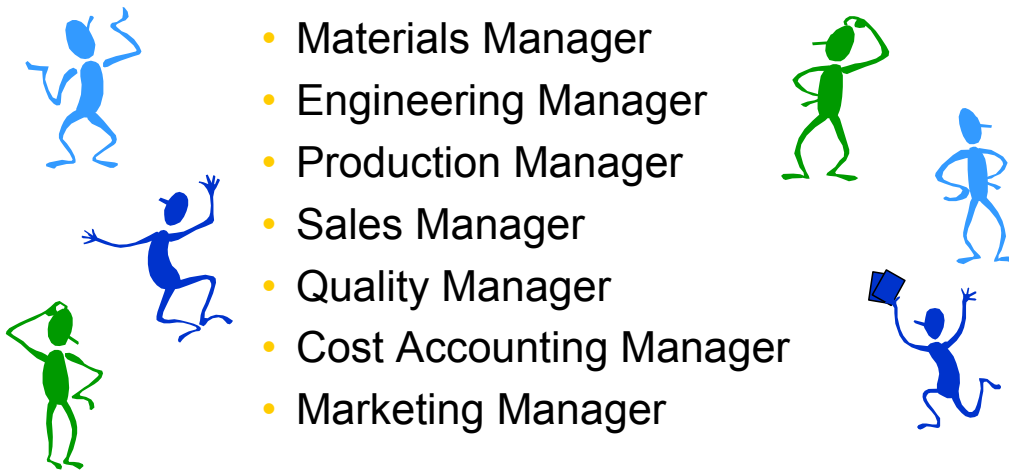 • Materials Manager
• Engineering Manager
• Production Manager
• Sales Manager
• Quality Manager
• Cost Accounting Manager
• Marketing Manager